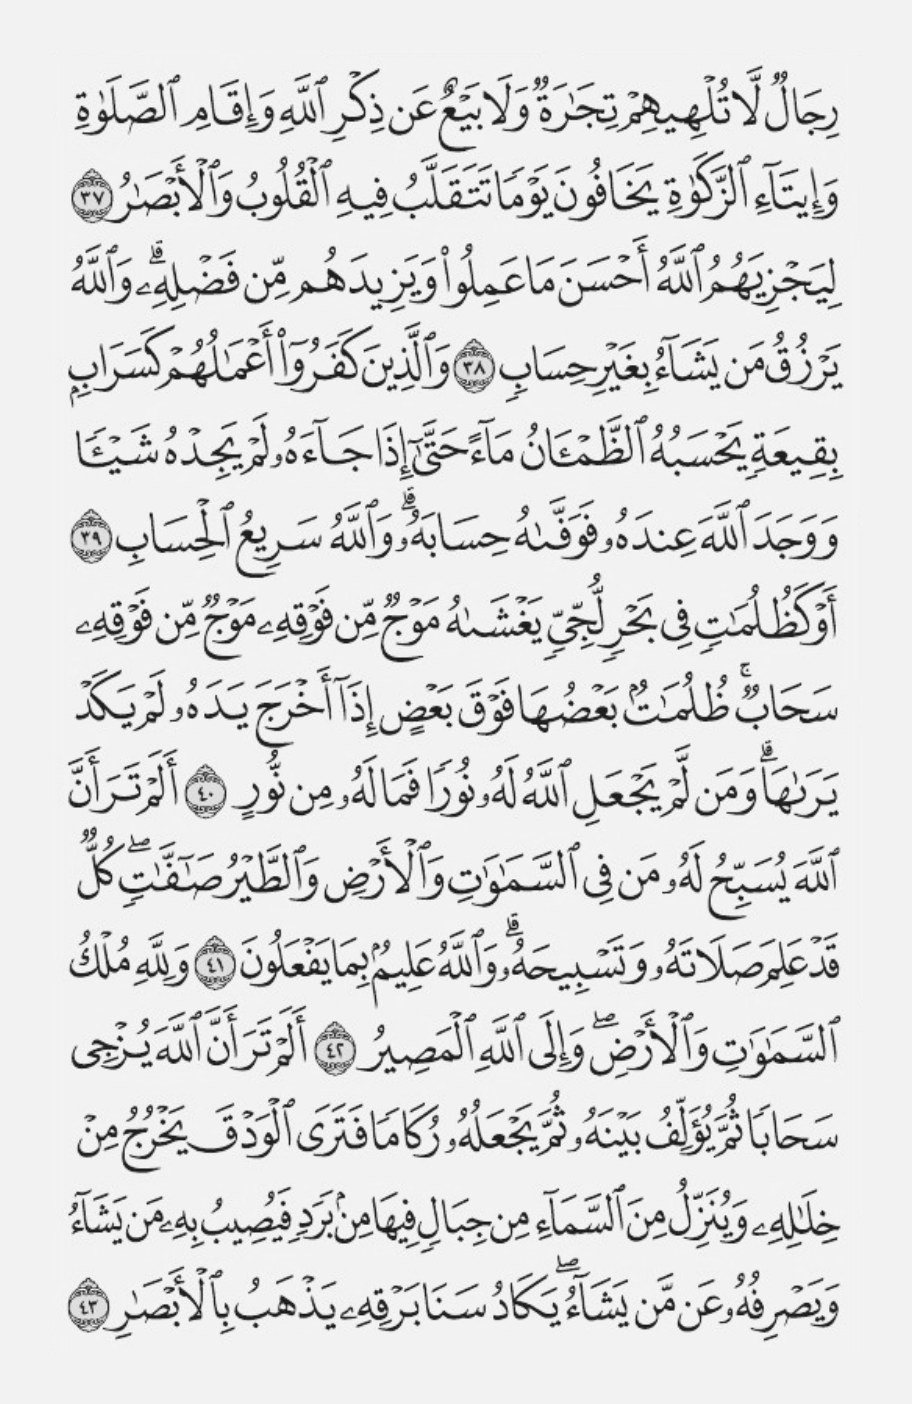 رِجَالٌ لَّا تُلْهِيهِمْ تِجَٰرَةٌ وَلَا بَيْعٌ عَن ذِكْرِ ٱللَّهِ وَإِقَامِ ٱلصَّلَوٰةِ
وَإِيتَآءِ ٱلزَّكَوٰةِ يَخَافُونَ يَوْمًا تَتَقَلَّبُ فِيهِ ٱلْقُلُوبُ وَٱلْأَبْصَٰرُ ٣٧
لِيَجْزِيَهُمُ ٱللَّهُ أَحْسَنَ مَا عَمِلُوا۟ وَيَزِيدَهُم مِّن فَضْلِهِۦ ۗ وَٱللَّهُ
يَرْزُقُ مَن يَشَآءُ بِغَيْرِ حِسَابٍ ٣٨ وَٱلَّذِينَ كَفَرُوٓا۟ أَعْمَٰلُهُمْ كَسَرَابٍۭ
بِقِيعَةٍ يَحْسَبُهُ ٱلظَّمْـَٔانُ مَآءً حَتَّىٰٓ إِذَا جَآءَهُۥ لَمْ يَجِدْهُ شَيْـًٔا
وَوَجَدَ ٱللَّهَ عِندَهُۥ فَوَفَّىٰهُ حِسَابَهُۥ ۗ وَٱللَّهُ سَرِيعُ ٱلْحِسَابِ ٣٩
أَوْ كَظُلُمَٰتٍ فِى بَحْرٍ لُّجِّىٍّ يَغْشَىٰهُ مَوْجٌ مِّن فَوْقِهِۦ مَوْجٌ مِّن فَوْقِهِۦ
سَحَابٌ ۚ ظُلُمَٰتٌۢ بَعْضُهَا فَوْقَ بَعْضٍ إِذَآ أَخْرَجَ يَدَهُۥ لَمْ يَكَدْ
يَرَىٰهَا ۗ وَمَن لَّمْ يَجْعَلِ ٱللَّهُ لَهُۥ نُورًا فَمَا لَهُۥ مِن نُّورٍ ٤٠ أَلَمْ تَرَ أَنَّ
ٱللَّهَ يُسَبِّحُ لَهُۥ مَن فِى ٱلسَّمَٰوَٰتِ وَٱلْأَرْضِ وَٱلطَّيْرُ صَٰٓفَّٰتٍ ۖ كُلٌّ
قَدْ عَلِمَ صَلَاتَهُۥ وَتَسْبِيحَهُۥ ۗ وَٱللَّهُ عَلِيمٌۢ بِمَا يَفْعَلُونَ ٤١ وَلِلَّهِ مُلْكُ
ٱلسَّمَٰوَٰتِ وَٱلْأَرْضِ ۖ وَإِلَى ٱللَّهِ ٱلْمَصِيرُ ٤٢ أَلَمْ تَرَ أَنَّ ٱللَّهَ يُزْجِى
سَحَابًا ثُمَّ يُؤَلِّفُ بَيْنَهُۥ ثُمَّ يَجْعَلُهُۥ رُكَامًا فَتَرَى ٱلْوَدْقَ يَخْرُجُ مِنْ
خِلَٰلِهِۦ وَيُنَزِّلُ مِنَ ٱلسَّمَآءِ مِن جِبَالٍ فِيهَا مِنۢ بَرَدٍ فَيُصِيبُ بِهِۦ مَن يَشَآءُ
وَيَصْرِفُهُۥ عَن مَّن يَشَآءُ ۖ يَكَادُ سَنَا بَرْقِهِۦ يَذْهَبُ بِٱلْأَبْصَٰرِ ٤٣